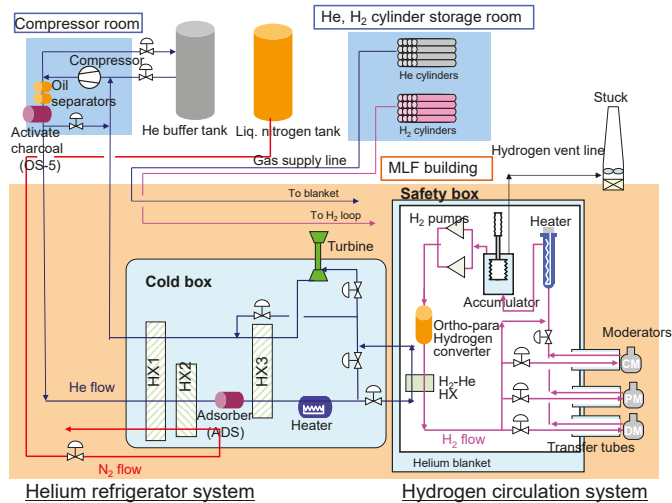 Compressor room
He, H2 cylinder storage room
Compressor
Oil
separators
Activate
charcoal
(OS-5)
He buffer tank
Liq. nitrogen tank
He cylinders
H2 cylinders
Stuck
Gas supply line
Hydrogen vent line
MLF building
To blanket
To H2 loop
Safety box
H2 pumps
Heater
Turbine
Cold box
Accumulator
Ortho-para
Hydrogen
converter
Moderators
HX1
HX2
HX3
CM
H2-He
HX
PM
He flow
Adsorber
(ADS)
Heater
H2 flow
DM
Transfer tubes
N2 flow
Helium blanket
Helium refrigerator system
Hydrogen circulation system